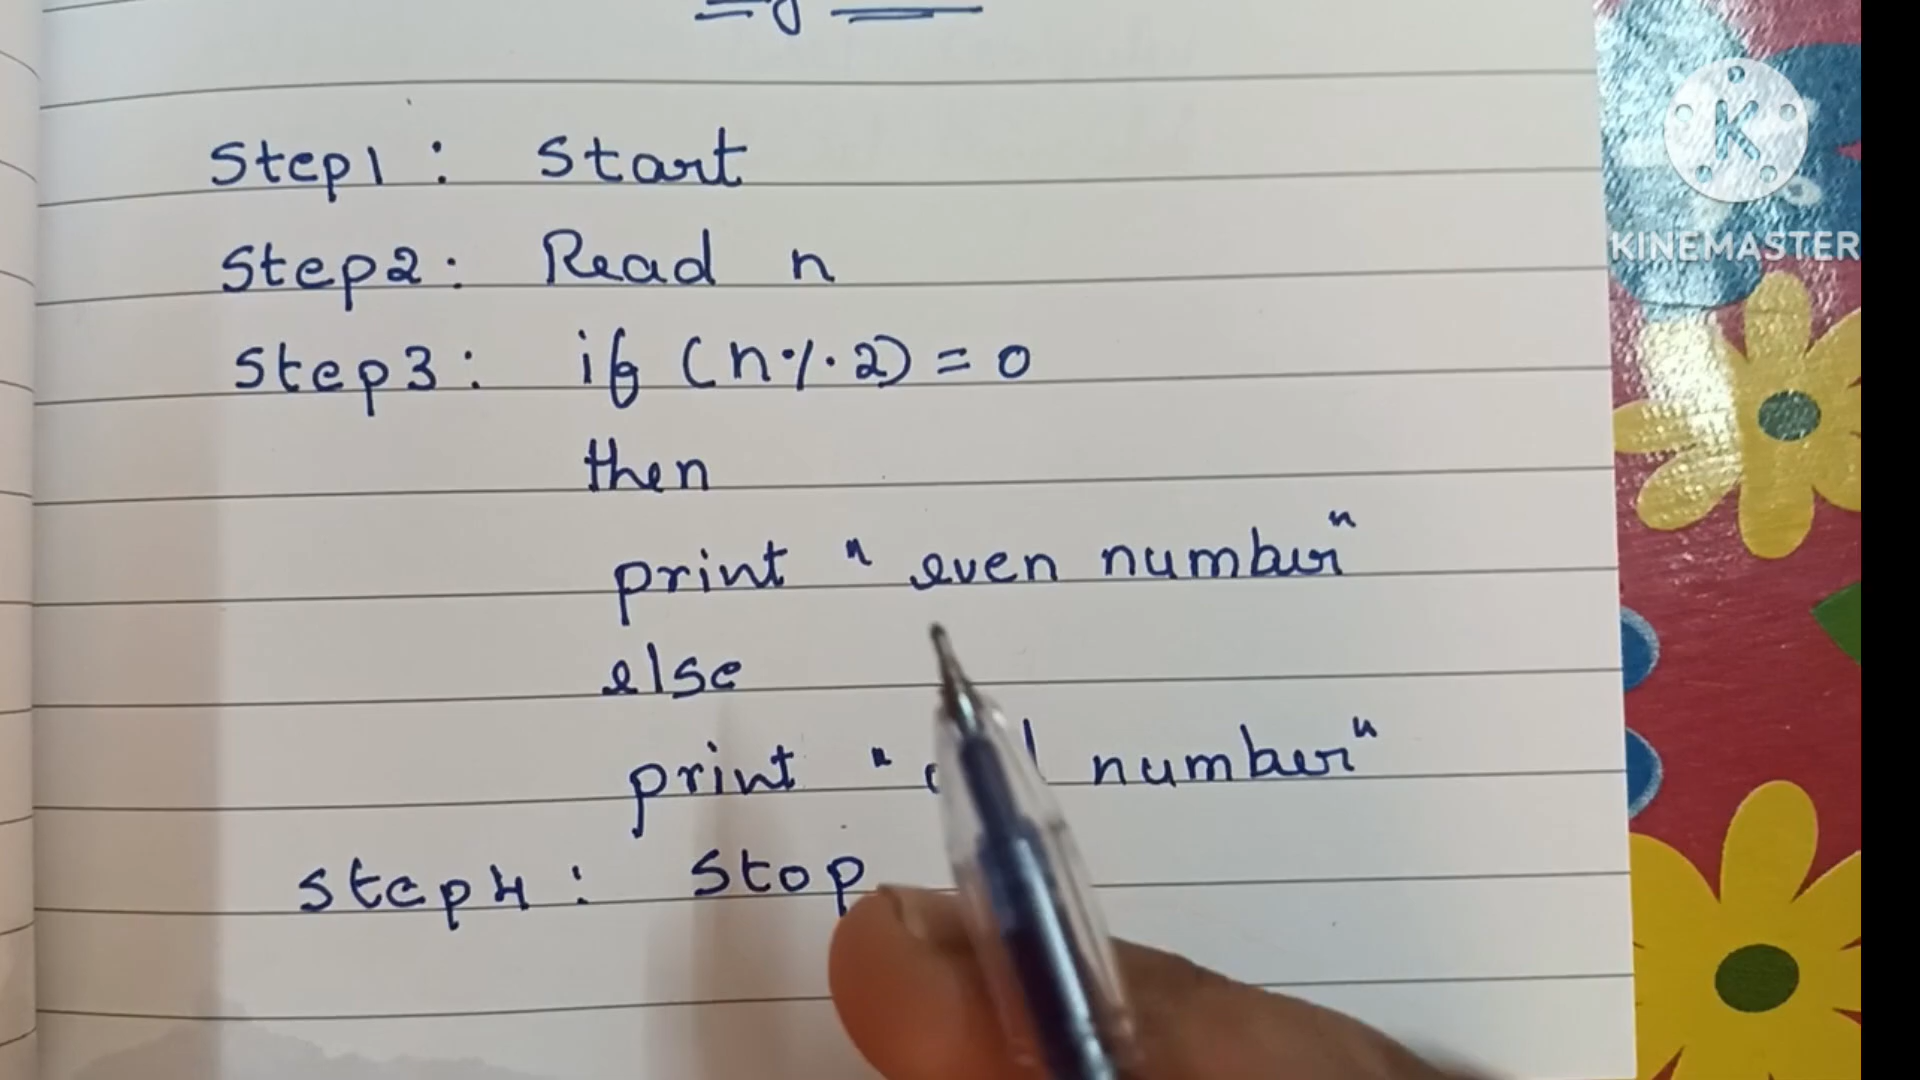 Step1: Start
Step2: Read n
Step3: if (n%2)=0
then
print "even number"
else
print " number"
Step4: Stop
KINEMASTER